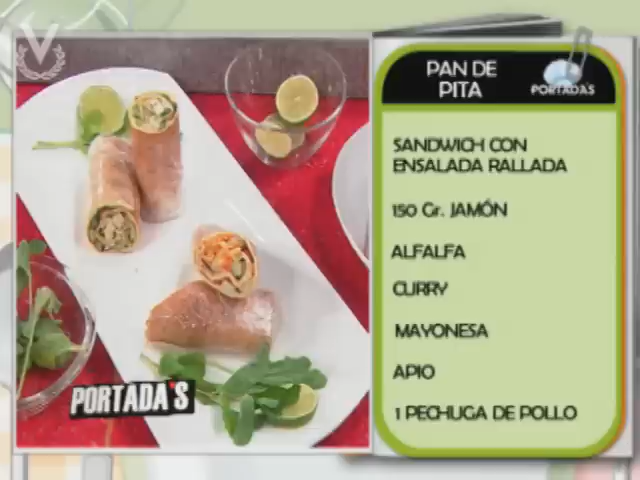 V
PORTADA'S
PAN DE
PITA
PORTADA'S
SANDWICH CON
ENSALADA RALLADA
150 Gr. JAMÓN
ALFALFA
CURRY
MAYONESA
APIO
1 PECHUGA DE POLLO